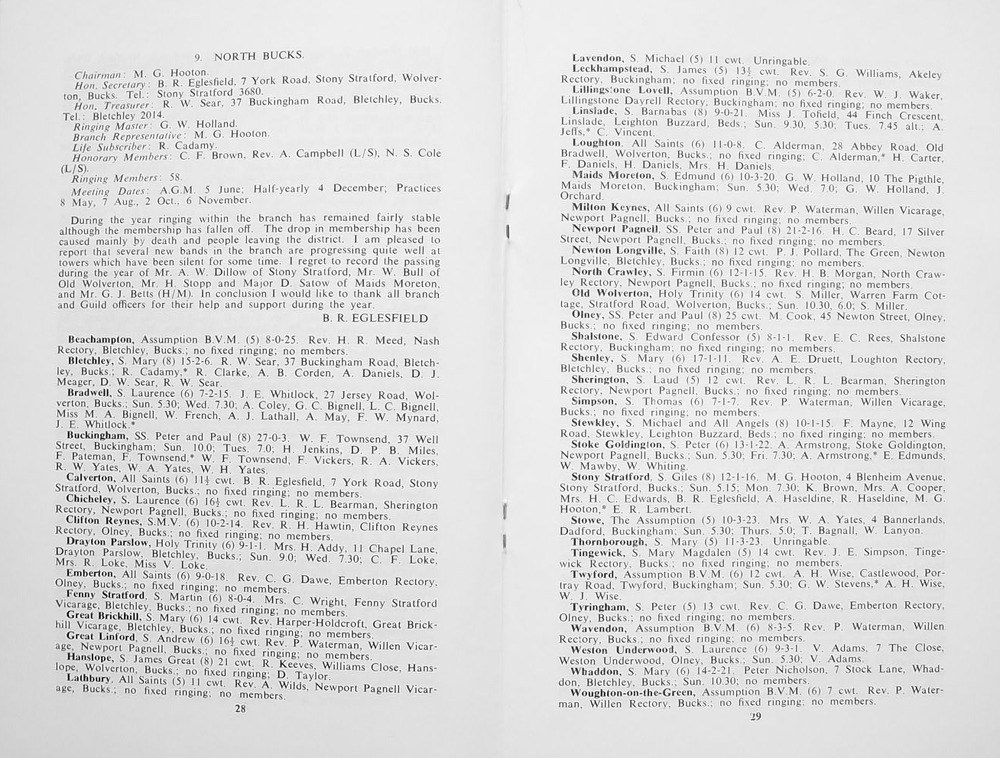 9. NORTH BUCKS.
Chairman: M. G. Hooton.
Hon. Secretary: B. R. Eglesfield, 7 York Road, Stony Stratford, Wolver-
ton, Bucks. Tel.: Stony Stratford 3680.
Hon. Treasurer: R. W. Sear, 37 Buckingham Road, Bletchley, Bucks.
Tel.: Bletchley 2014.
Ringing Master: G. W. Holland.
Branch Representative: M. G. Hooton.
Life Subscriber: R. Cadamy.
Honorary Members: C. F. Brown, Rev. A. Campbell (L/S), N. S. Cole
(L/S).
Ringing Members: 58.
Meeting Dates: A.G.M. 5 June; Half-yearly 4 December; Practices
8 May, 7 Aug., 2 Oct., 6 November.
During the year ringing within the branch has remained fairly stable
although the membership has fallen off. The drop in membership has been
caused mainly by death and people leaving the district. I am pleased to
report that several new bands in the branch are progressing quite well at
towers which have been silent for some time. I regret to record the passing
during the year of Mr. A. W. Dillow of Stony Stratford, Mr. W. Bull of
Old Wolverton, Mr. H. Stopp and Major D. Satow of Maids Moreton,
and Mr. G. J. Betts (H/M). In conclusion I would like to thank all branch
and Guild officers for their help and support during the year.
B. R. EGLESFIELD
Beachampton, Assumption B.V.M. (5) 8-0-25. Rev. H. R. Meed, Nash
Rectory, Bletchley, Bucks.; no fixed ringing; no members.
Bletchley, S. Mary (8) 15-2-6. R. W. Sear, 37 Buckingham Road, Bletch-
ley, Bucks.; R. Cadamy,* R. Clarke, A. B. Corden, A. Daniels, D. J.
Meager, D. W. Sear, R. W. Sear.
Bradwell, S. Laurence (6) 7-2-15. J. E. Whitlock, 27 Jersey Road, Wol-
verton, Bucks.; Sun. 5.30; Wed. 7.30; A. Coley, G. C. Bignell, L. C. Bignell,
Miss M. A. Bignell, W. French, A. J. Lathall, A. May, F. W. Mynard,
J. E. Whitlock.*
Buckingham, SS. Peter and Paul (8) 27-0-3. W. F. Townsend, 37 Well
Street, Buckingham; Sun. 10.0; Tues. 7.0; H. Jenkins, D. P. B. Miles,
F. Pateman, F. Townsend,* W. F. Townsend, F. Vickers, R. A. Vickers,
R. W. Yates, W. A. Yates, W. H. Yates.
Calverton, All Saints (6) 11½ cwt. B. R. Eglesfield, 7 York Road, Stony
Stratford, Wolverton, Bucks.; no fixed ringing; no members.
Chicheley, S. Laurence (6) 16½ cwt. Rev. L. R. L. Bearman, Sherington
Rectory, Newport Pagnell, Bucks.; no fixed ringing; no members.
Clifton Reynes, S.M.V. (6) 10-2-14. Rev. R. H. Hawtin, Clifton Reynes
Rectory, Olney, Bucks.; no fixed ringing; no members.
Drayton Parslow, Holy Trinity (6) 9-1-1. Mrs. H. Addy, 11 Chapel Lane,
Drayton Parslow, Bletchley, Bucks.; Sun. 9.0; Wed. 7.30; C. F. Loke,
Mrs. R. Loke, Miss V. Loke.
Emberton, All Saints (6) 9-0-18. Rev. C. G. Dawe, Emberton Rectory,
Olney, Bucks.; no fixed ringing; no members.
Fenny Stratford, S. Martin (6) 8-0-4. Mrs. C. Wright, Fenny Stratford
Vicarage, Bletchley, Bucks.; no fixed ringing; no members.
Great Brickhill, S. Mary (6) 14 cwt. Rev. Harper-Holdcroft, Great Brick-
hill Vicarage, Bletchley, Bucks.; no fixed ringing; no members.
Great Linford, S. Andrew (6) 16½ cwt. Rev. P. Waterman, Willen Vicar-
age, Newport Pagnell, Bucks.; no fixed ringing; no members.
Hanslope, S. James Great (8) 21 cwt. R. Keeves, Williams Close, Hans-
lope, Wolverton, Bucks.; no fixed ringing; D. Taylor.
Lathbury, All Saints (5) 11 cwt. Rev. A. Wilds, Newport Pagnell Vicar-
age, Bucks.; no fixed ringing; no members.
28
Lavendon, S. Michael (5) 11 cwt. Unringable.
Leckhampstead, S. James (5) 13½ cwt. Rev. S. G. Williams, Akeley
Rectory, Buckingham; no fixed ringing; no members.
Lillingstone Lovell, Assumption B.V.M. (5) 6-2-0. Rev. W. J. Waker,
Lillingstone Dayrell Rectory, Buckingham; no fixed ringing; no members.
Linslade, S. Barnabas (8) 9-0-21. Miss J. Tofield, 44 Finch Crescent,
Linslade, Leighton Buzzard, Beds.; Sun. 9.30, 5.30; Tues. 7.45 alt.; A.
Jeffs,* C. Vincent.
Loughton, All Saints (6) 11-0-8. C. Alderman, 28 Abbey Road, Old
Bradwell, Wolverton, Bucks.; no fixed ringing; C. Alderman,* H. Carter,
F. Daniels, H. Daniels, Mrs. H. Daniels.
Maids Moreton, S. Edmund (6) 10-3-20. G. W. Holland, 10 The Pigthle,
Maids Moreton, Buckingham; Sun. 5.30; Wed. 7.0; G. W. Holland, J.
Orchard.
Milton Keynes, All Saints (6) 9 cwt. Rev. P. Waterman, Willen Vicarage,
Newport Pagnell, Bucks.; no fixed ringing; no members.
Newport Pagnell, SS. Peter and Paul (8) 21-2-16. H. C. Beard, 17 Silver
Street, Newport Pagnell, Bucks.; no fixed ringing; no members.
Newton Longville, S. Faith (8) 12 cwt. P. J. Pollard, The Green, Newton
Longville, Bletchley, Bucks.; no fixed ringing; no members.
North Crawley, S. Firmin (6) 12-1-15. Rev. H. B. Morgan, North Craw-
ley Rectory, Newport Pagnell, Bucks.; no fixed ringing; no members.
Old Wolverton, Holy Trinity (6) 14 cwt. S. Miller, Warren Farm Cot-
tage, Stratford Road, Wolverton, Bucks.; Sun. 10.30, 6.0; S. Miller.
Olney, SS. Peter and Paul (8) 25 cwt. M. Cook, 45 Newton Street, Olney,
Bucks.; no fixed ringing; no members.
Shalstone, S. Edward Confessor (5) 8-1-1. Rev. E. C. Rees, Shalstone
Rectory, Buckingham; no fixed ringing; no members.
Shenley, S. Mary (6) 17-1-11. Rev. A. E. Druett, Loughton Rectory,
Bletchley, Bucks.; no fixed ringing; no members.
Sherington, S. Laud (5) 12 cwt. Rev. L. R. L. Bearman, Sherington
Rectory, Newport Pagnell, Bucks.; no fixed ringing; no members.
Simpson, S. Thomas (6) 7-1-7. Rev. P. Waterman, Willen Vicarage,
Bucks.; no fixed ringing; no members.
Stewkley, S. Michael and All Angels (8) 10-1-15. F. Mayne, 12 Wing
Road, Stewkley, Leighton Buzzard, Beds.; no fixed ringing; no members.
Stoke Goldington, S. Peter (6) 13-1-22. A. Armstrong, Stoke Goldington,
Newport Pagnell, Bucks.; Sun. 5.30; Fri. 7.30; A. Armstrong,* E. Edmunds,
W. Mawby, W. Whiting.
Stony Stratford, S. Giles (8) 12-1-16. M. G. Hooton, 4 Blenheim Avenue,
Stony Stratford, Bucks.; Sun. 5.15; Mon. 7.30; K. Brown, Mrs. A. Cooper,
Mrs. H. C. Edwards, B. R. Eglesfield, A. Haseldine, R. Haseldine, M. G.
Hooton,* E. R. Lambert.
Stowe, The Assumption (5) 10-3-23. Mrs. W. A. Yates, 4 Bannerlands,
Dadford, Buckingham; Sun. 5.30; Thurs. 5.0; T. Bagnall, W. Lanyon.
Thornborough, S. Mary (5) 11-3-23. Unringable.
Tingewick, S. Mary Magdalen (5) 14 cwt. Rev. J. E. Simpson, Tinge-
wick Rectory, Bucks.; no fixed ringing; no members.
Twyford, Assumption B.V.M. (6) 12 cwt. A. H. Wise, Castlewood, Por-
tray Road, Twyford, Buckingham; Sun. 5.30; G. W. Stevens,* A. H. Wise,
W. J. Wise.
Tyringham, S. Peter (5) 13 cwt. Rev. C. G. Dawe, Emberton Rectory,
Olney, Bucks.; no fixed ringing; no members.
Wavendon, Assumption B.V.M. (6) 8-3-5. Rev. P. Waterman, Willen
Rectory, Bucks.; no fixed ringing; no members.
Weston Underwood, S. Laurence (6) 9-3-1. V. Adams, 7 The Close,
Weston Underwood, Olney, Bucks.; Sun. 5.30; V. Adams.
Whaddon, S. Mary (6) 14-2-21. Peter Nicholson, 7 Stock Lane, Whad-
don, Bletchley, Bucks.; Sun. 10.30; no members.
Woughton-on-the-Green, Assumption B.V.M. (6) 7 cwt. Rev. P. Water-
man, Willen Rectory, Bucks.; no fixed ringing; no members.
29